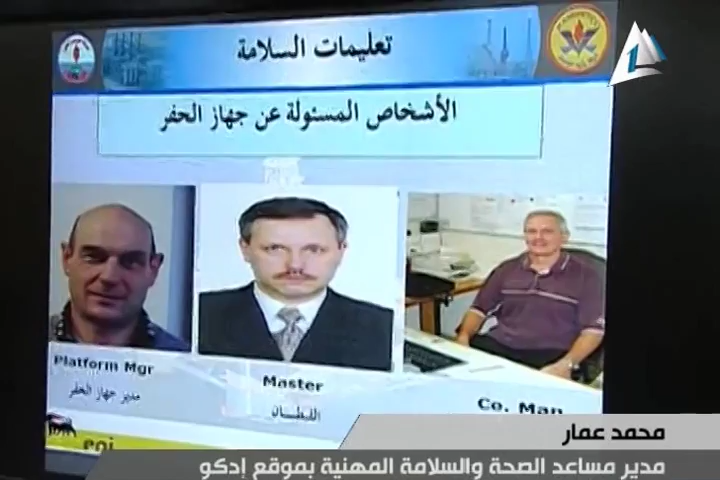 تعليمات السلامة
الأشخاص المسئولة عن جهاز الحفر
Platform Mgr
مدير جهاز الحفر
Master
القبطان
Co. Man
eni
محمد عمار
مدير مساعد الصحة والسلامة المهنية بموقع إدكو